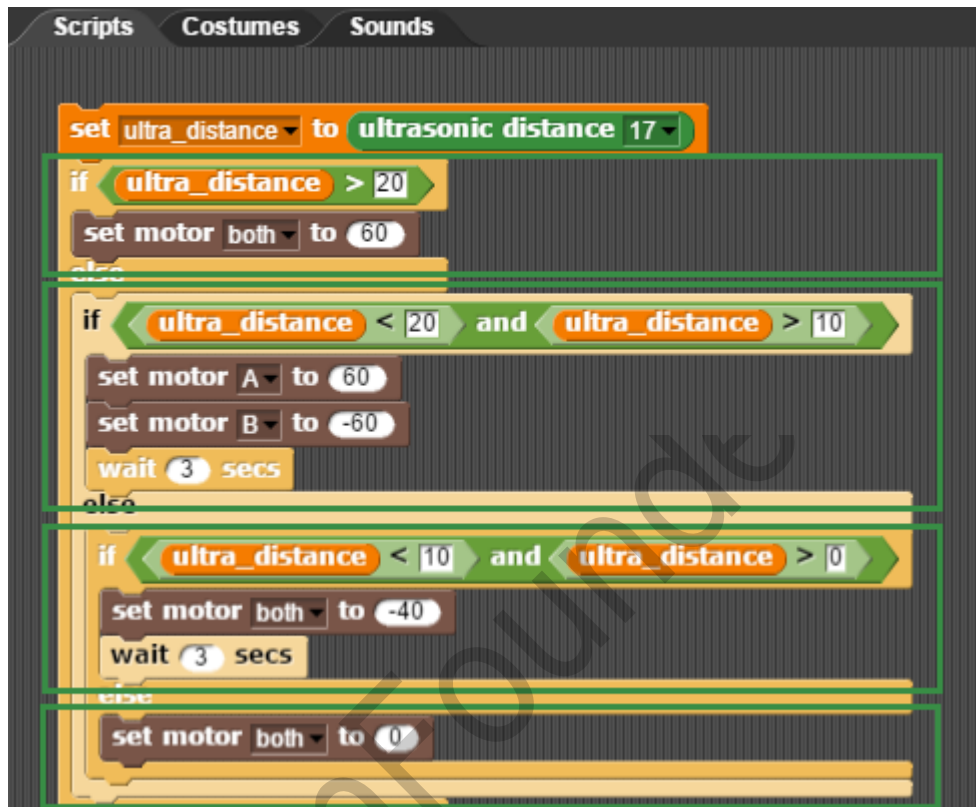 Scripts Costumes Sounds
set ultra_distance to ultrasonic distance 17
if ultra_distance > 20
set motor both to 60
else
if ultra_distance < 20 and ultra_distance > 10
set motor A to 60
set motor B to -60
wait 3 secs
else
if ultra_distance < 10 and ultra_distance > 0
set motor both to -40
wait 3 secs
else
set motor both to 0